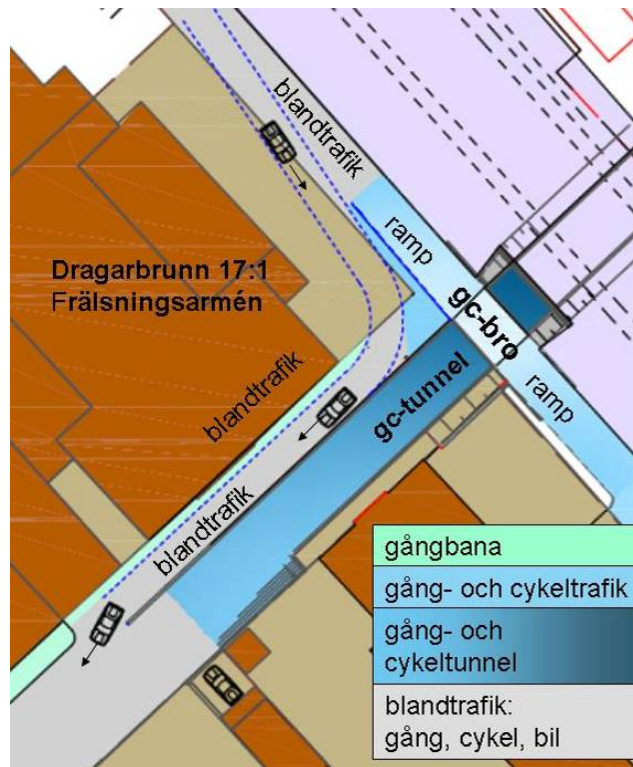 blandtrafik
ramp
Dragarbrunn 17:1
Frälsningsarmén
gc-bro
ramp
blandtrafik
gc-tunnel
blandtrafik
gångbana
gång- och cykeltrafik
gång- och
cykeltunnel
blandtrafik:
gång, cykel, bil